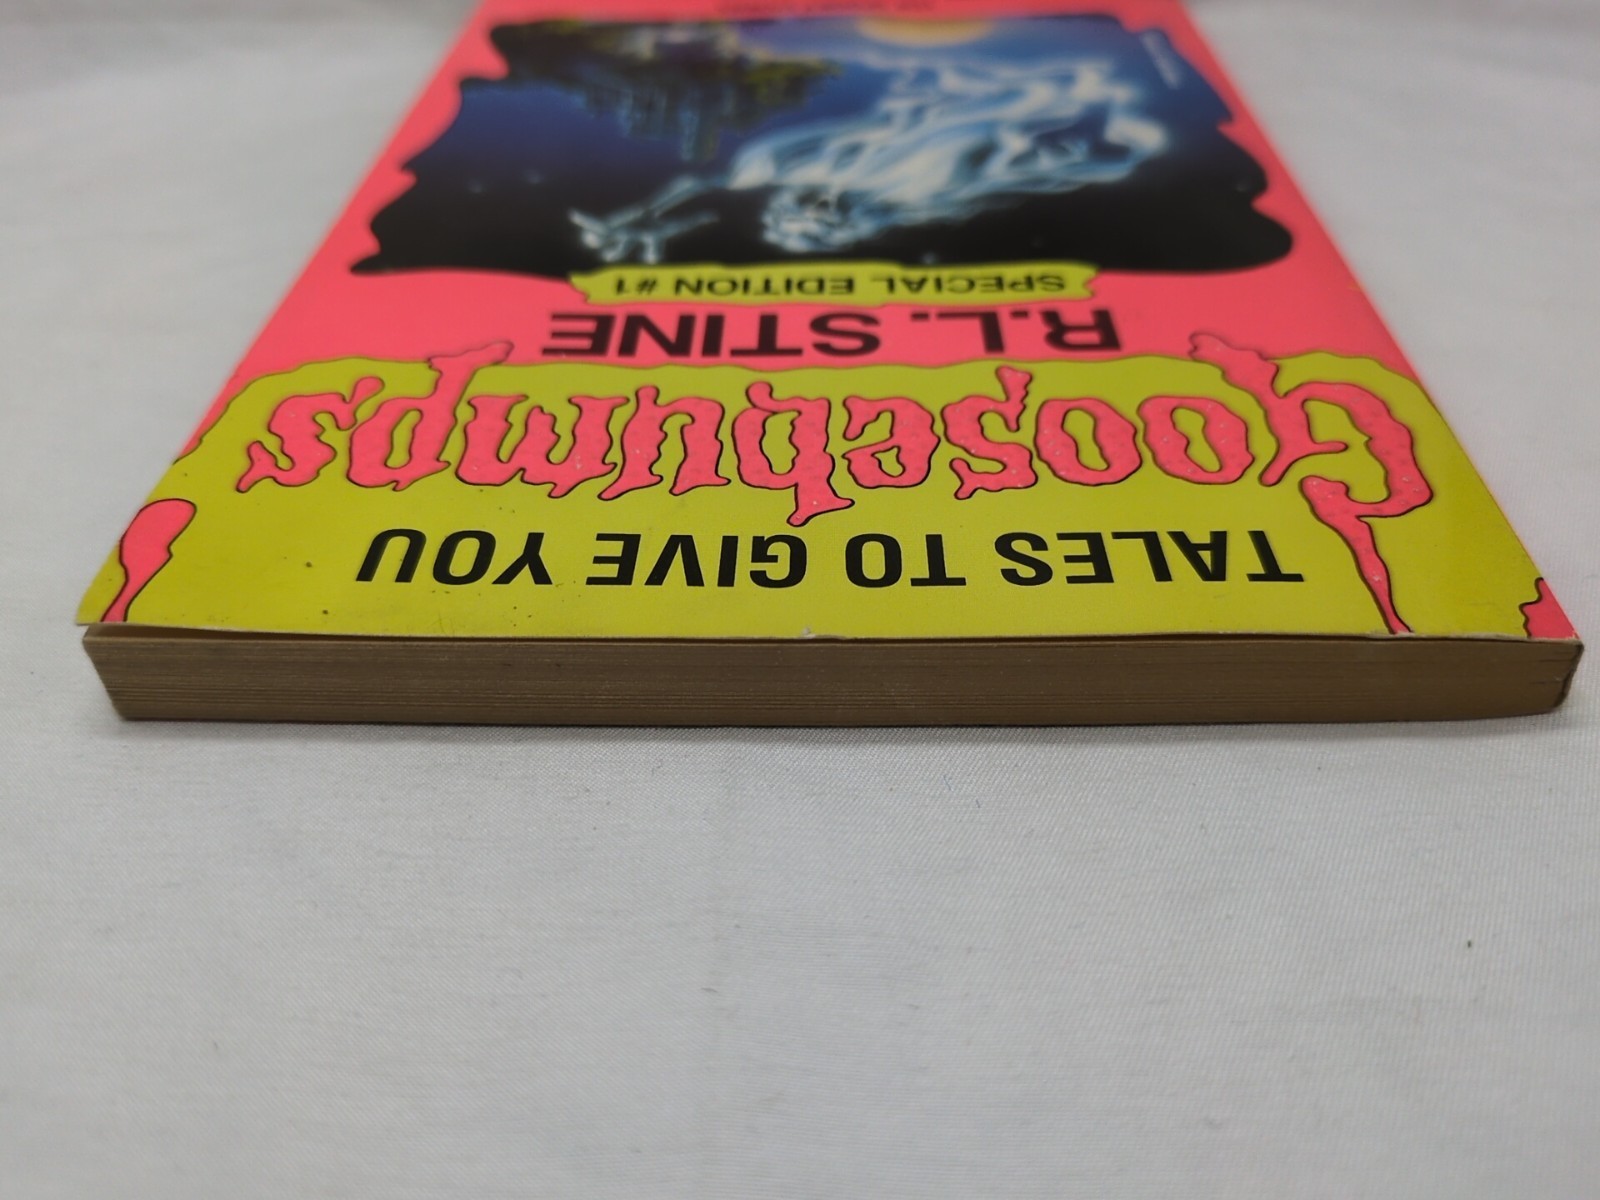 TALES TO GIVE YOU
Goosebumps
R.L. STINE
SPECIAL EDITION #1